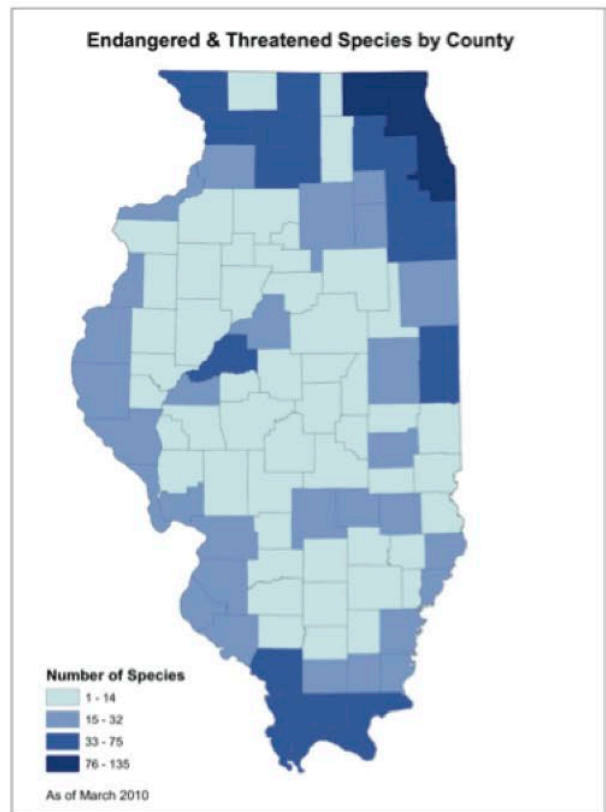 Endangered & Threatened Species by County
Number of Species
1 - 14
15 - 32
33 - 75
76 - 135
As of March 2010